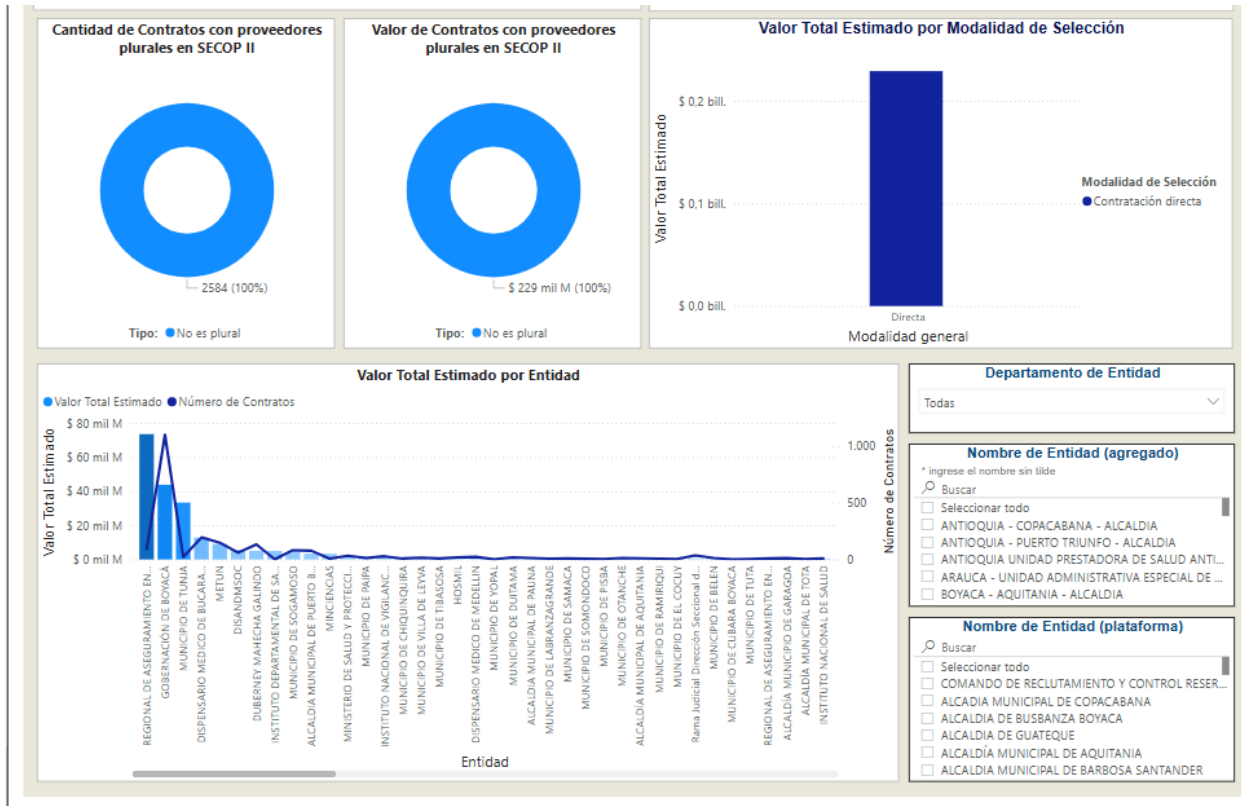 Cantidad de Contratos con proveedores
plurales en SECOP II
2584 (100%)
Tipo: No es plural
Valor de Contratos con proveedores
plurales en SECOP II
$ 229 mil M (100%)
Tipo: No es plural
Valor Total Estimado por Modalidad de Selección
Valor Total Estimado
$ 0,2 bill.
$ 0,1 bill.
$ 0,0 bill.
Directa
Modalidad general
Modalidad de Selección
Contratación directa
Valor Total Estimado por Entidad
Valor Total Estimado Número de Contratos
Valor Total Estimado
$ 80 mil M
$ 60 mil M
$ 40 mil M
$ 20 mil M
$ 0 mil M
1.000
500
0
Número de Contratos
REGIONAL DE ASEGURAMIENTO EN...
GOBERNACIÓN DE BOYACÁ
MUNICIPIO DE TUNJA
DISPENSARIO MEDICO DE BUCARA...
METUN
DISANDMSOC
DUBERNEY MAHECHA GALINDO
INSTITUTO DEPARTAMENTAL DE SA...
MUNICIPIO DE SOGAMOSO
ALCALDIA MUNICIPAL DE PUERTO B...
MINCIENCIAS
MINISTERIO DE SALUD Y PROTECCI...
MUNICIPIO DE PAIPA
INSTITUTO NACIONAL DE VIGILANC...
MUNICIPIO DE CHIQUINQUIRA
MUNICIPIO DE VILLA DE LEYVA
MUNICIPIO DE TIBASOSA
HOSMIL
DISPENSARIO MEDICO DE MEDELLIN
MUNICIPIO DE YOPAL
MUNICIPIO DE DUITAMA
ALCALDIA MUNICIPAL DE PAUNA
MUNICIPIO DE LABRANZAGRANDE
MUNICIPIO DE SAMACA
MUNICIPIO DE SOMONDOCO
MUNICIPIO DE PISBA
MUNICIPIO DE OTANCHE
ALCALDÍA MUNICIPAL DE AQUITANIA
MUNICIPIO DE RAMIRIQUI
MUNICIPIO DE EL COCUY
Rama Judicial Dirección Seccional d...
MUNICIPIO DE BELEN
MUNICIPIO DE CUBARA BOYACA
MUNICIPIO DE TUTA
REGIONAL DE ASEGURAMIENTO EN...
ALCALDÍA MUNICIPIO DE GARAGOA
ALCALDÍA MUNICIPAL DE TOTA
INSTITUTO NACIONAL DE SALUD
Entidad
Departamento de Entidad
Todas
Nombre de Entidad (agregado)
* ingrese el nombre sin tilde
Buscar
Seleccionar todo
ANTIOQUIA - COPACABANA - ALCALDIA
ANTIOQUIA - PUERTO TRIUNFO - ALCALDIA
ANTIOQUIA UNIDAD PRESTADORA DE SALUD ANTI...
ARAUCA - UNIDAD ADMINISTRATIVA ESPECIAL DE ...
BOYACA - AQUITANIA - ALCALDIA
Nombre de Entidad (plataforma)
Buscar
Seleccionar todo
COMANDO DE RECLUTAMIENTO Y CONTROL RESER...
ALCADIA MUNICIPAL DE COPACABANA
ALCALDIA DE BUSBANZA BOYACA
ALCALDIA DE GUATEQUE
ALCALDÍA MUNICIPAL DE AQUITANIA
ALCALDIA MUNICIPAL DE BARBOSA SANTANDER